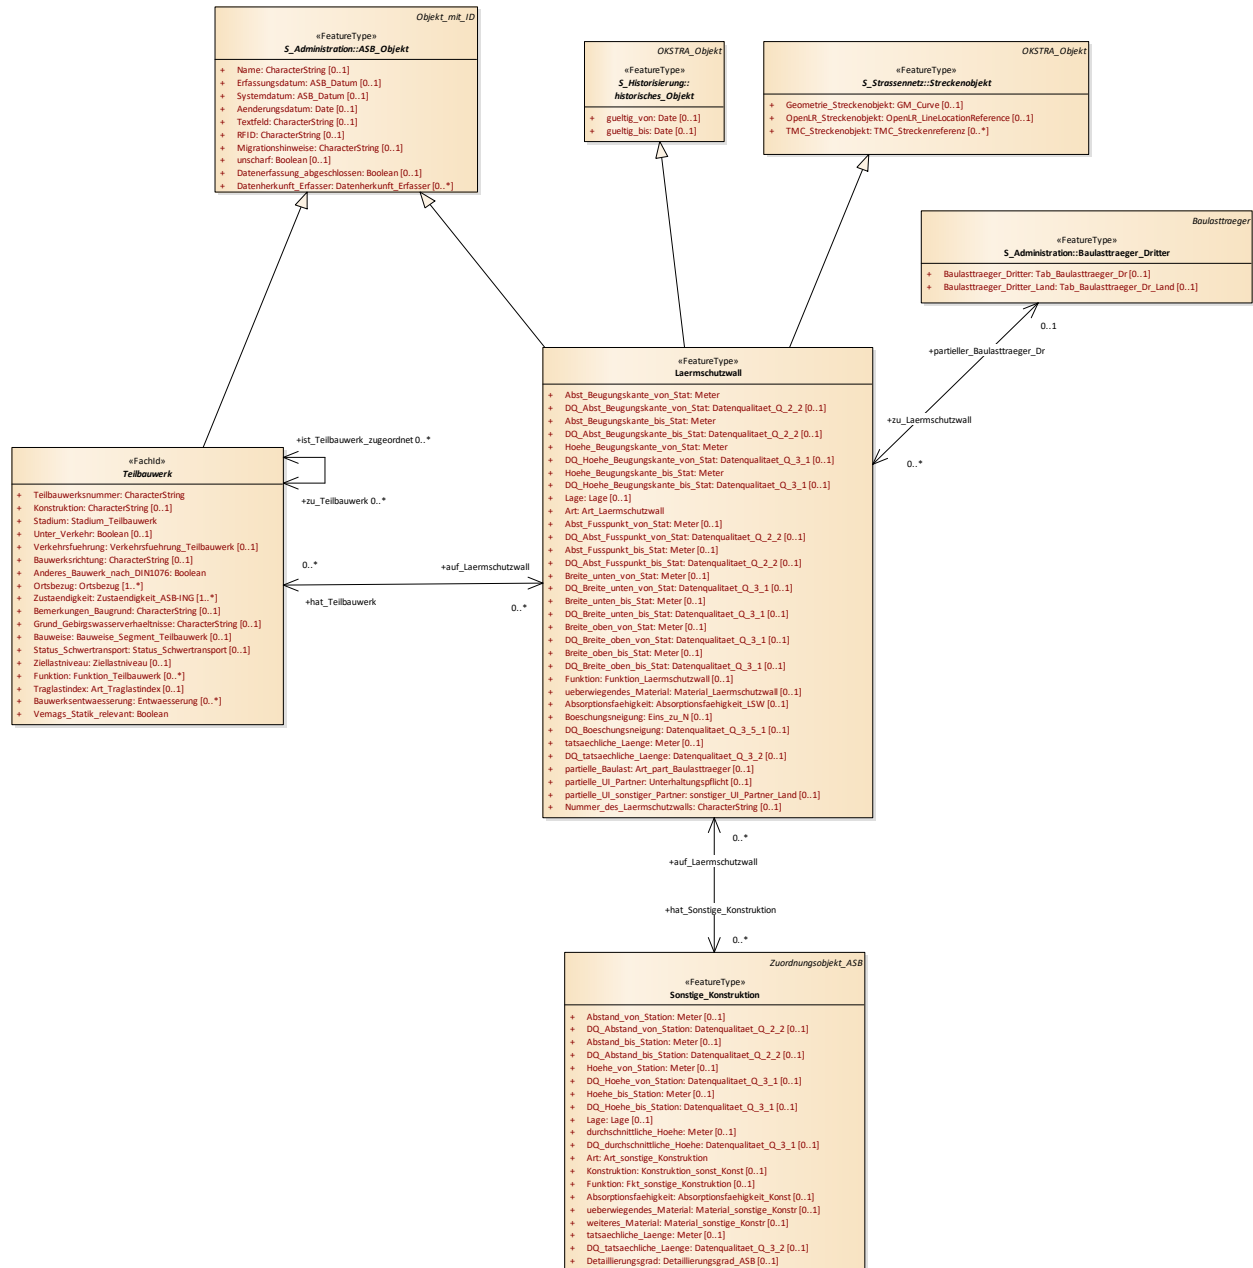 Objekt_mit_ID
«FeatureType»
S_Administration::ASB_Objekt
+ Name: CharacterString [0..1]
+ Erfassungsdatum: ASB_Datum [0..1]
+ Systemdatum: ASB_Datum [0..1]
+ Aenderungsdatum: Date [0..1]
+ Textfeld: CharacterString [0..1]
+ RFID: CharacterString [0..1]
+ Migrationshinweise: CharacterString [0..1]
+ unscharf: Boolean [0..1]
+ Datenerfassung_abgeschlossen: Boolean [0..1]
+ Datenherkunft_Erfasser: Datenherkunft_Erfasser [0..*]
OKSTRA_Objekt
«FeatureType»
S_Historisierung::
historisches_Objekt
+ gueltig_von: Date [0..1]
+ gueltig_bis: Date [0..1]
OKSTRA_Objekt
«FeatureType»
S_Strassennetz::Streckenobjekt
+ Geometrie_Streckenobjekt: GM_Curve [0..1]
+ OpenLR_Streckenobjekt: OpenLR_LineLocationReference [0..1]
+ TMC_Streckenobjekt: TMC_Streckenreferenz [0..*]
Baulasttraeger
«FeatureType»
S_Administration::Baulasttraeger_Dritter
+ Baulasttraeger_Dritter: Tab_Baulasttraeger_Dr [0..1]
+ Baulasttraeger_Dritter_Land: Tab_Baulasttraeger_Dr_Land [0..1]
0..1
+partieller_Baulasttraeger_Dr
+zu_Laermschutzwall
0..*
«FeatureType»
Laermschutzwall
+ Abst_Beugungskante_von_Stat: Meter
+ DQ_Abst_Beugungskante_von_Stat: Datenqualitaet_Q_2_2 [0..1]
+ Abst_Beugungskante_bis_Stat: Meter
+ DQ_Abst_Beugungskante_bis_Stat: Datenqualitaet_Q_2_2 [0..1]
+ Hoehe_Beugungskante_von_Stat: Meter
+ DQ_Hoehe_Beugungskante_von_Stat: Datenqualitaet_Q_3_1 [0..1]
+ Hoehe_Beugungskante_bis_Stat: Meter
+ DQ_Hoehe_Beugungskante_bis_Stat: Datenqualitaet_Q_3_1 [0..1]
+ Lage: Lage [0..1]
+ Art: Art_Laermschutzwall
+ Abst_Fusspunkt_von_Stat: Meter [0..1]
+ DQ_Abst_Fusspunkt_von_Stat: Datenqualitaet_Q_2_2 [0..1]
+ Abst_Fusspunkt_bis_Stat: Meter [0..1]
+ DQ_Abst_Fusspunkt_bis_Stat: Datenqualitaet_Q_2_2 [0..1]
+ Breite_unten_von_Stat: Meter [0..1]
+ DQ_Breite_unten_von_Stat: Datenqualitaet_Q_3_1 [0..1]
+ Breite_unten_bis_Stat: Meter [0..1]
+ DQ_Breite_unten_bis_Stat: Datenqualitaet_Q_3_1 [0..1]
+ Breite_oben_von_Stat: Meter [0..1]
+ DQ_Breite_oben_von_Stat: Datenqualitaet_Q_3_1 [0..1]
+ Breite_oben_bis_Stat: Meter [0..1]
+ DQ_Breite_oben_bis_Stat: Datenqualitaet_Q_3_1 [0..1]
+ Funktion: Funktion_Laermschutzwall [0..1]
+ ueberwiegendes_Material: Material_Laermschutzwall [0..1]
+ Absorptionsfaehigkeit: Absorptionsfaehigkeit_LSW [0..1]
+ Boeschungsneigung: Eins_zu_N [0..1]
+ DQ_Boeschungsneigung: Datenqualitaet_Q_3_5_1 [0..1]
+ tatsaechliche_Laenge: Meter [0..1]
+ DQ_tatsaechliche_Laenge: Datenqualitaet_Q_3_2 [0..1]
+ partielle_Baulast: Art_part_Baulasttraeger [0..1]
+ partielle_UI_Partner: Unterhaltungspflicht [0..1]
+ partielle_UI_sonstiger_Partner: sonstiger_UI_Partner_Land [0..1]
+ Nummer_des_Laermschutzwalls: CharacterString [0..1]
+ist_Teilbauwerk_zugeordnet 0..*
+zu_Teilbauwerk 0..*
«FachId»
Teilbauwerk
+ Teilbauwerksnummer: CharacterString
+ Konstruktion: CharacterString [0..1]
+ Stadium: Stadium_Teilbauwerk
+ Unter_Verkehr: Boolean [0..1]
+ Verkehrsfuehrung: Verkehrsfuehrung_Teilbauwerk [0..1]
+ Bauwerksrichtung: CharacterString [0..1]
+ Anderes_Bauwerk_nach_DIN1076: Boolean
+ Ortsbezug: Ortsbezug [1..*]
+ Zustaendigkeit: Zustaendigkeit_ASB-ING [1..*]
+ Bemerkungen_Baugrund: CharacterString [0..1]
+ Grund_Gebirgswasserverhaeltnisse: CharacterString [0..1]
+ Bauweise: Bauweise_Segment_Teilbauwerk [0..1]
+ Status_Schwertransport: Status_Schwertransport [0..1]
+ Ziellastniveau: Ziellastniveau [0..1]
+ Funktion: Funktion_Teilbauwerk [0..*]
+ Traglastindex: Art_Traglastindex [0..1]
+ Bauwerksentwaesserung: Entwaesserung [0..*]
+ Vemags_Statik_relevant: Boolean
0..*
+hat_Teilbauwerk
+auf_Laermschutzwall
0..*
0..*
+auf_Laermschutzwall
+hat_Sonstige_Konstruktion
0..*
Zuordnungsobjekt_ASB
«FeatureType»
Sonstige_Konstruktion
+ Abstand_von_Station: Meter [0..1]
+ DQ_Abstand_von_Station: Datenqualitaet_Q_2_2 [0..1]
+ Abstand_bis_Station: Meter [0..1]
+ DQ_Abstand_bis_Station: Datenqualitaet_Q_2_2 [0..1]
+ Hoehe_von_Station: Meter [0..1]
+ DQ_Hoehe_von_Station: Datenqualitaet_Q_3_1 [0..1]
+ Hoehe_bis_Station: Meter [0..1]
+ DQ_Hoehe_bis_Station: Datenqualitaet_Q_3_1 [0..1]
+ Lage: Lage [0..1]
+ durchschnittliche_Hoehe: Meter [0..1]
+ DQ_durchschnittliche_Hoehe: Datenqualitaet_Q_3_1 [0..1]
+ Art: Art_sonstige_Konstruktion
+ Konstruktion: Konstruktion_sonst_Konst [0..1]
+ Funktion: Fkt_sonstige_Konstruktion [0..1]
+ Absorptionsfaehigkeit: Absorptionsfaehigkeit_Konst [0..1]
+ ueberwiegendes_Material: Material_sonstige_Konstr [0..1]
+ weiteres_Material: Material_sonstige_Konstr [0..1]
+ tatsaechliche_Laenge: Meter [0..1]
+ DQ_tatsaechliche_Laenge: Datenqualitaet_Q_3_2 [0..1]
+ Detaillierungsgrad: Detaillierungsgrad_ASB [0..1]